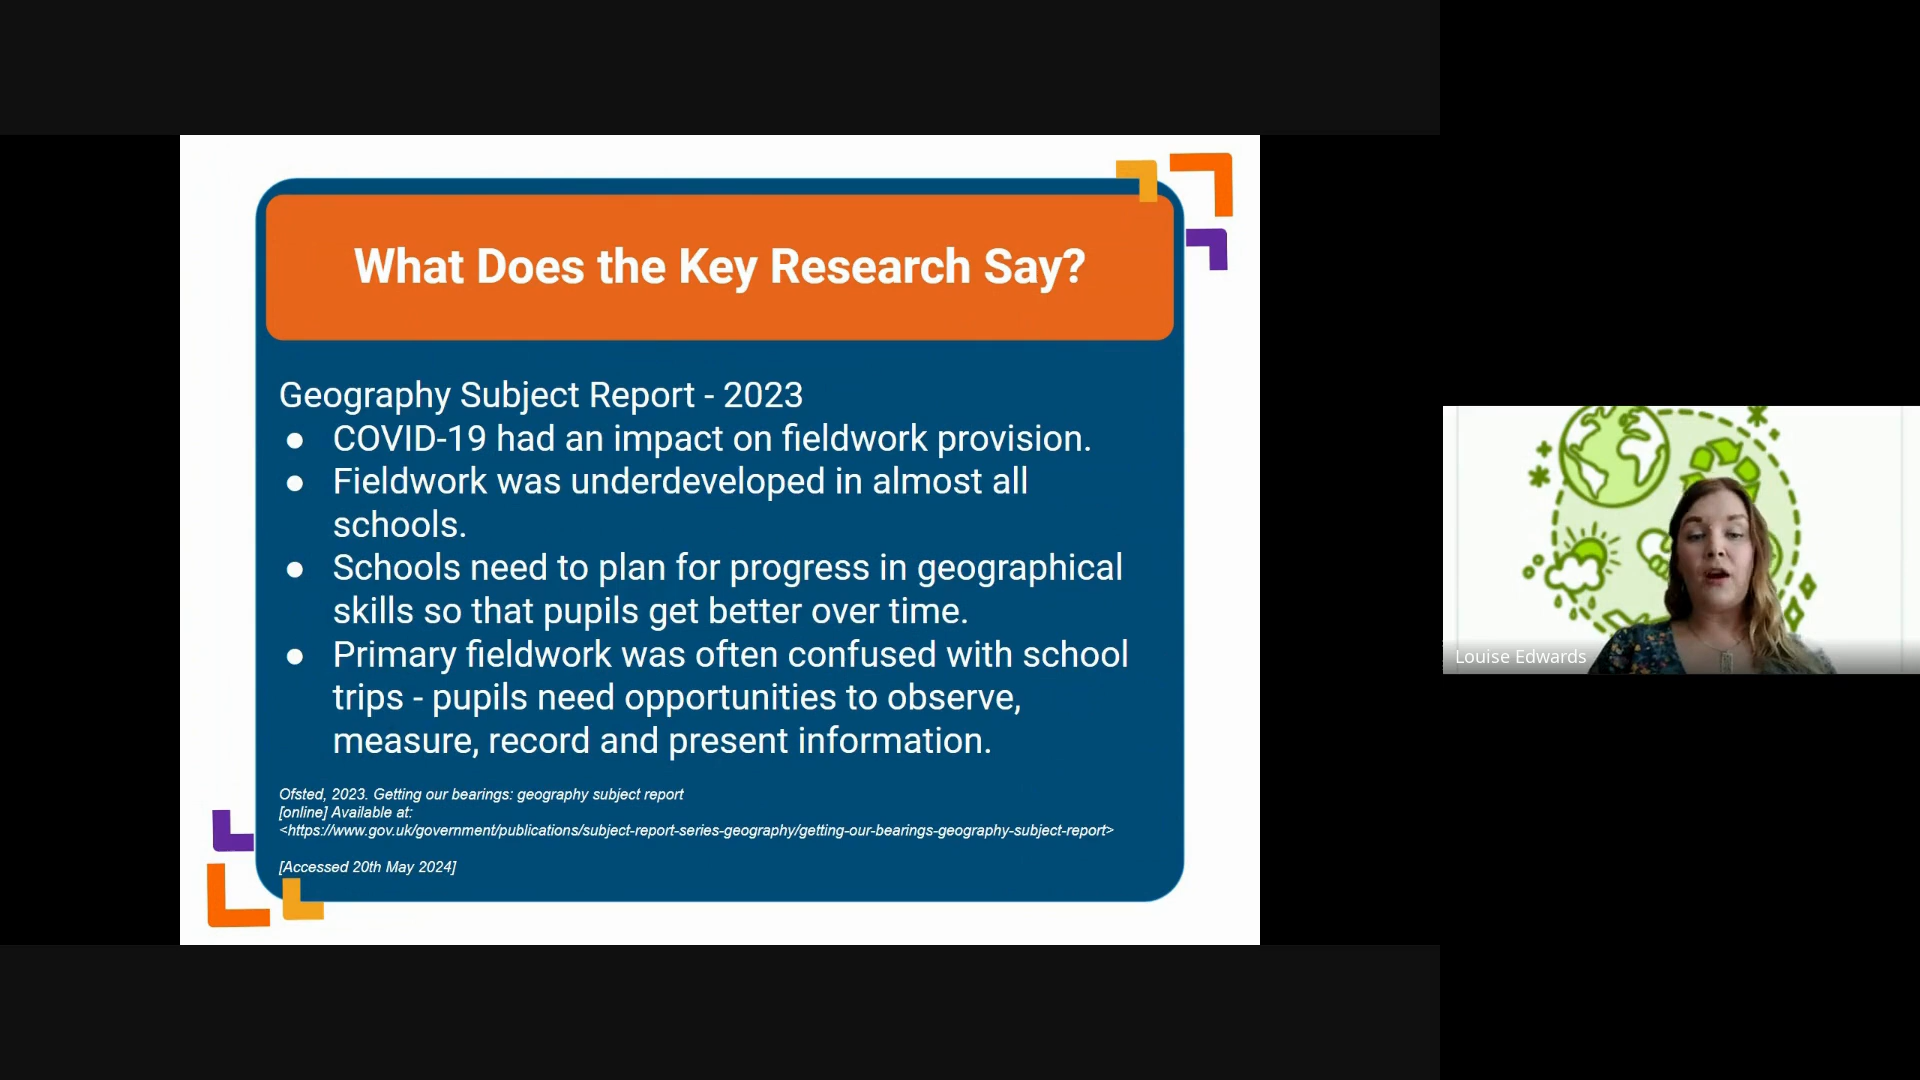 What Does the Key Research Say?
Geography Subject Report - 2023
● COVID-19 had an impact on fieldwork provision.
● Fieldwork was underdeveloped in almost all
schools.
● Schools need to plan for progress in geographical
skills so that pupils get better over time.
● Primary fieldwork was often confused with school
trips - pupils need opportunities to observe,
measure, record and present information.
Ofsted, 2023. Getting our bearings: geography subject report
[online] Available at:
<https://www.gov.uk/government/publications/subject-report-series-geography/getting-our-bearings-geography-subject-report>
[Accessed 20th May 2024]
Louise Edwards